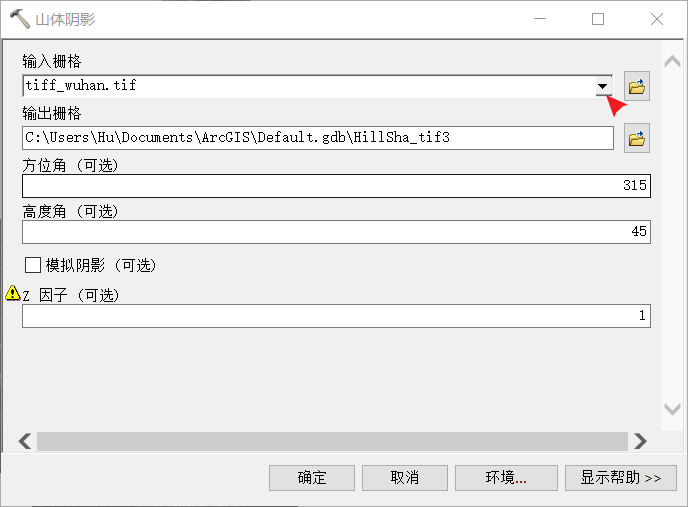 山体阴影
输入栅格
tiff_wuhan.tif
输出栅格
C:\Users\Hu\Documents\ArcGIS\Default.gdb\HillSha_tif3
方位角 (可选)
315
高度角 (可选)
45
模拟阴影 (可选)
Z 因子 (可选)
1
确定
取消
环境...
显示帮助 >>